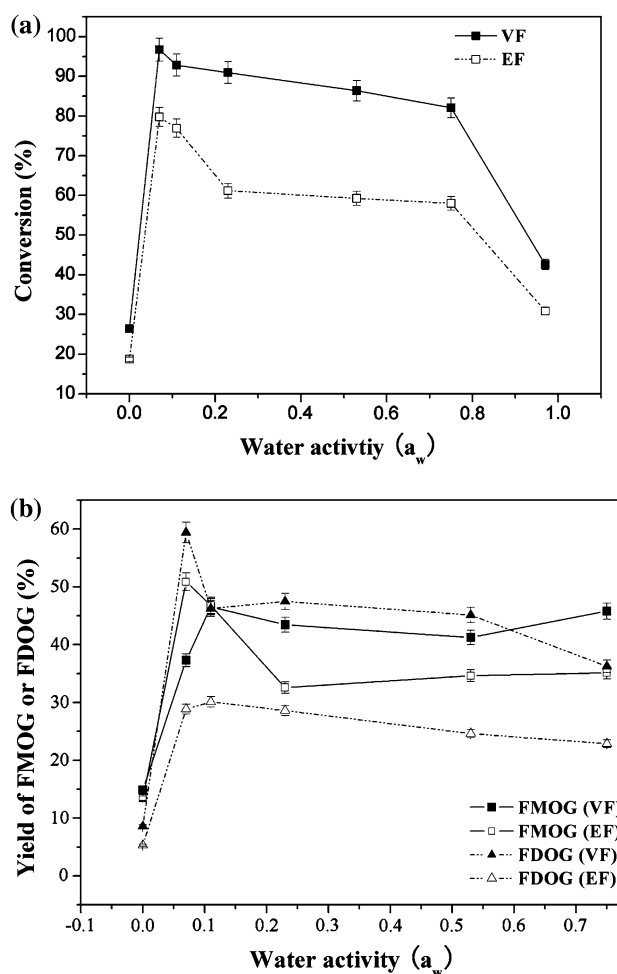 (a)
100
90
80
70
60
50
40
30
20
10
Conversion (%)
VF
EF
0.0 0.2 0.4 0.6 0.8 1.0
Water activtiy (a_w)
(b)
60
50
40
30
20
10
0
Yield of FMOG or FDOG (%)
FMOG (VF)
FMOG (EF)
FDOG (VF)
FDOG (EF)
-0.1 0.0 0.1 0.2 0.3 0.4 0.5 0.6 0.7
Water activity (a_w)